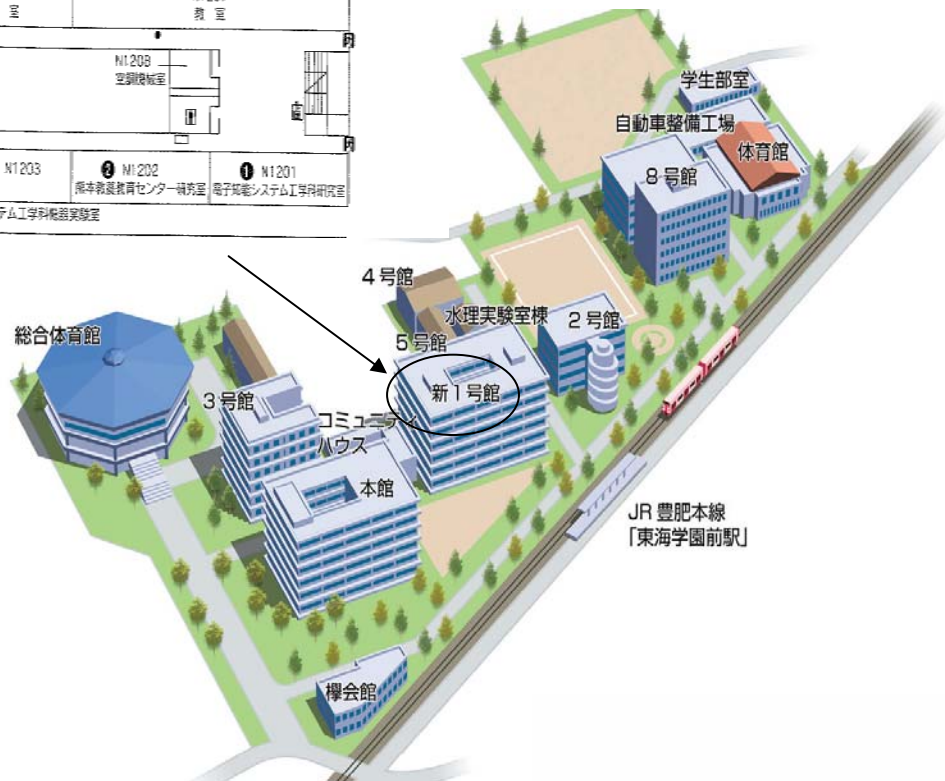 室
教 室
N1208
空調機械室
N1203
❷ N1202
熊本教養教育センター研究室
❶ N1201
電子知能システム工学科研究室
テム工学科機器実験室
学生部室
自動車整備工場
体育館
8号館
4号館
水理実験室棟
2号館
総合体育館
5号館
新1号館
3号館
コミュニティ
ハウス
本館
JR 豊肥本線
「東海学園前駅」
欅会館